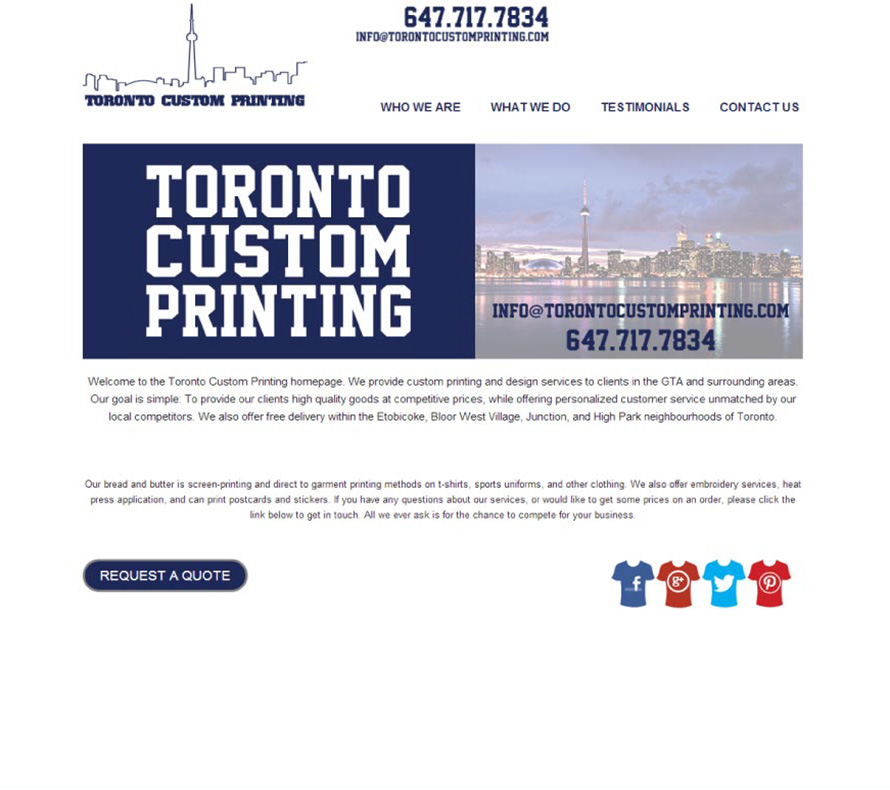 647.717.7834
INFO@TORONTOCUSTOMPRINTING.COM
TORONTO CUSTOM PRINTING
WHO WE ARE WHAT WE DO TESTIMONIALS CONTACT US
TORONTO
CUSTOM
PRINTING
INFO@TORONTOCUSTOMPRINTING.COM
647.717.7834
Welcome to the Toronto Custom Printing homepage. We provide custom printing and design services to clients in the GTA and surrounding areas.
Our goal is simple: To provide our clients high quality goods at competitive prices, while offering personalized customer service unmatched by our
local competitors. We also offer free delivery within the Etobicoke, Bloor West Village, Junction, and High Park neighbourhoods of Toronto.
Our bread and butter is screen-printing and direct to garment printing methods on t-shirts, sports uniforms, and other clothing. We also offer embroidery services, heat
press application, and can print postcards and stickers. If you have any questions about our services, or would like to get some prices on an order, please click the
link below to get in touch. All we ever ask is for the chance to compete for your business.
REQUEST A QUOTE
f g+